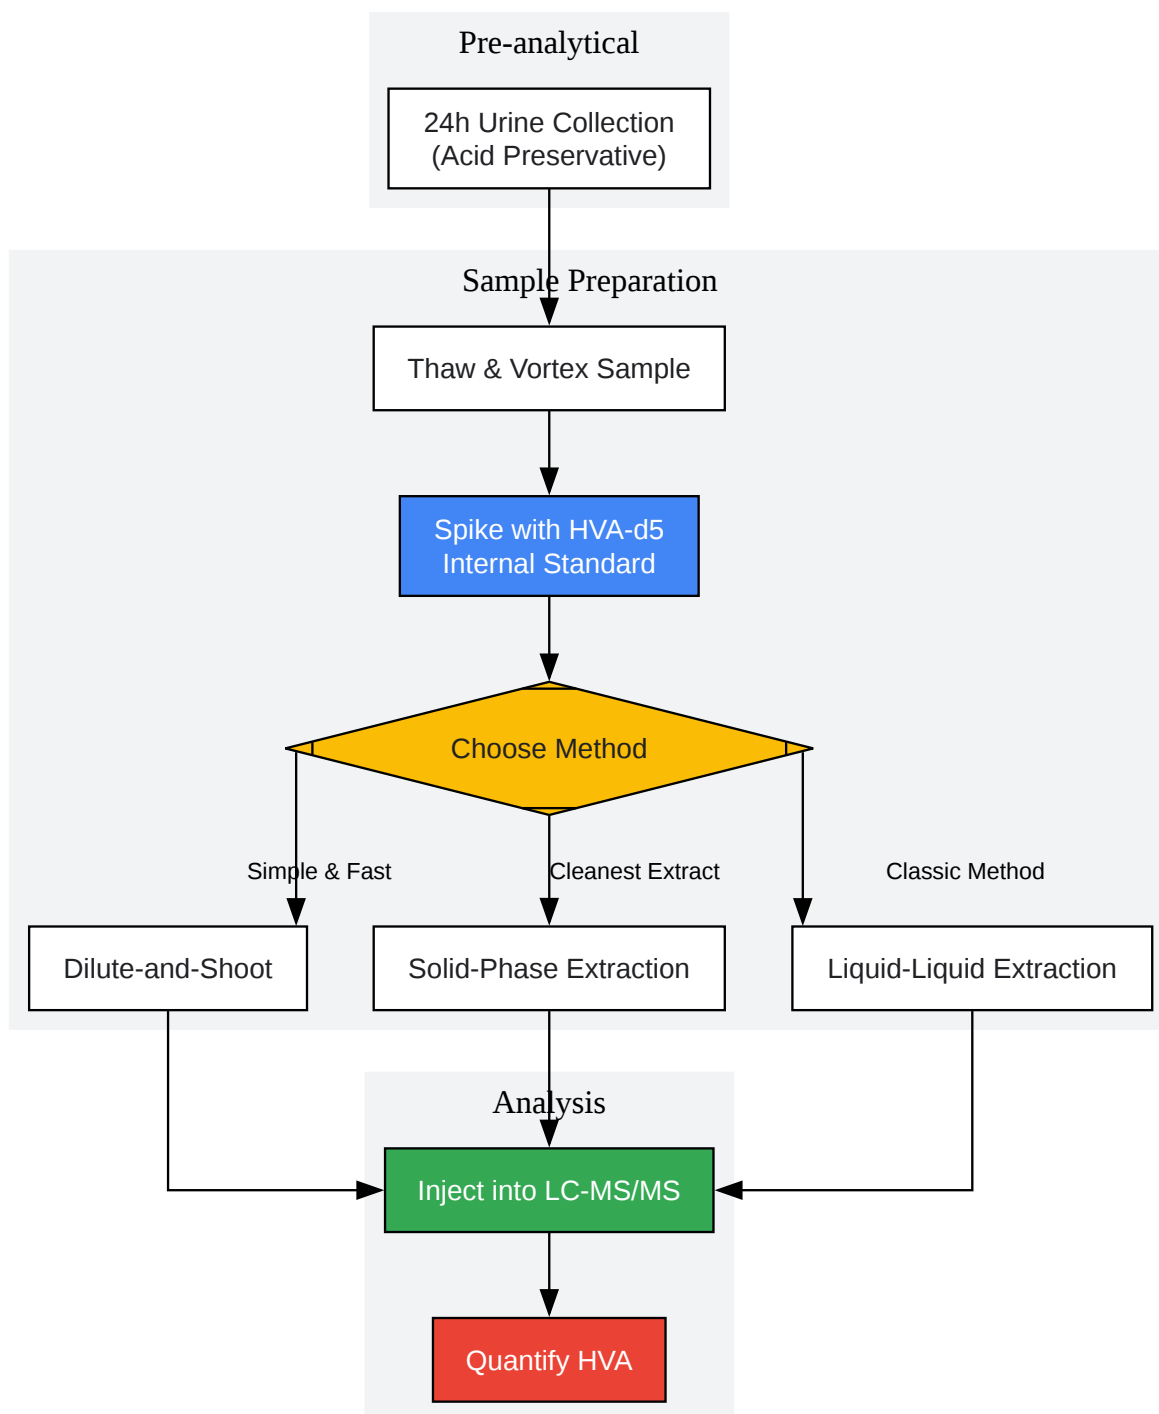 Pre-analytical
24h Urine Collection
(Acid Preservative)
Sample Preparation
Thaw & Vortex Sample
Spike with HVA-d5
Internal Standard
Choose Method
Simple & Fast
Cleanest Extract
Classic Method
Dilute-and-Shoot
Solid-Phase Extraction
Liquid-Liquid Extraction
Analysis
Inject into LC-MS/MS
Quantify HVA